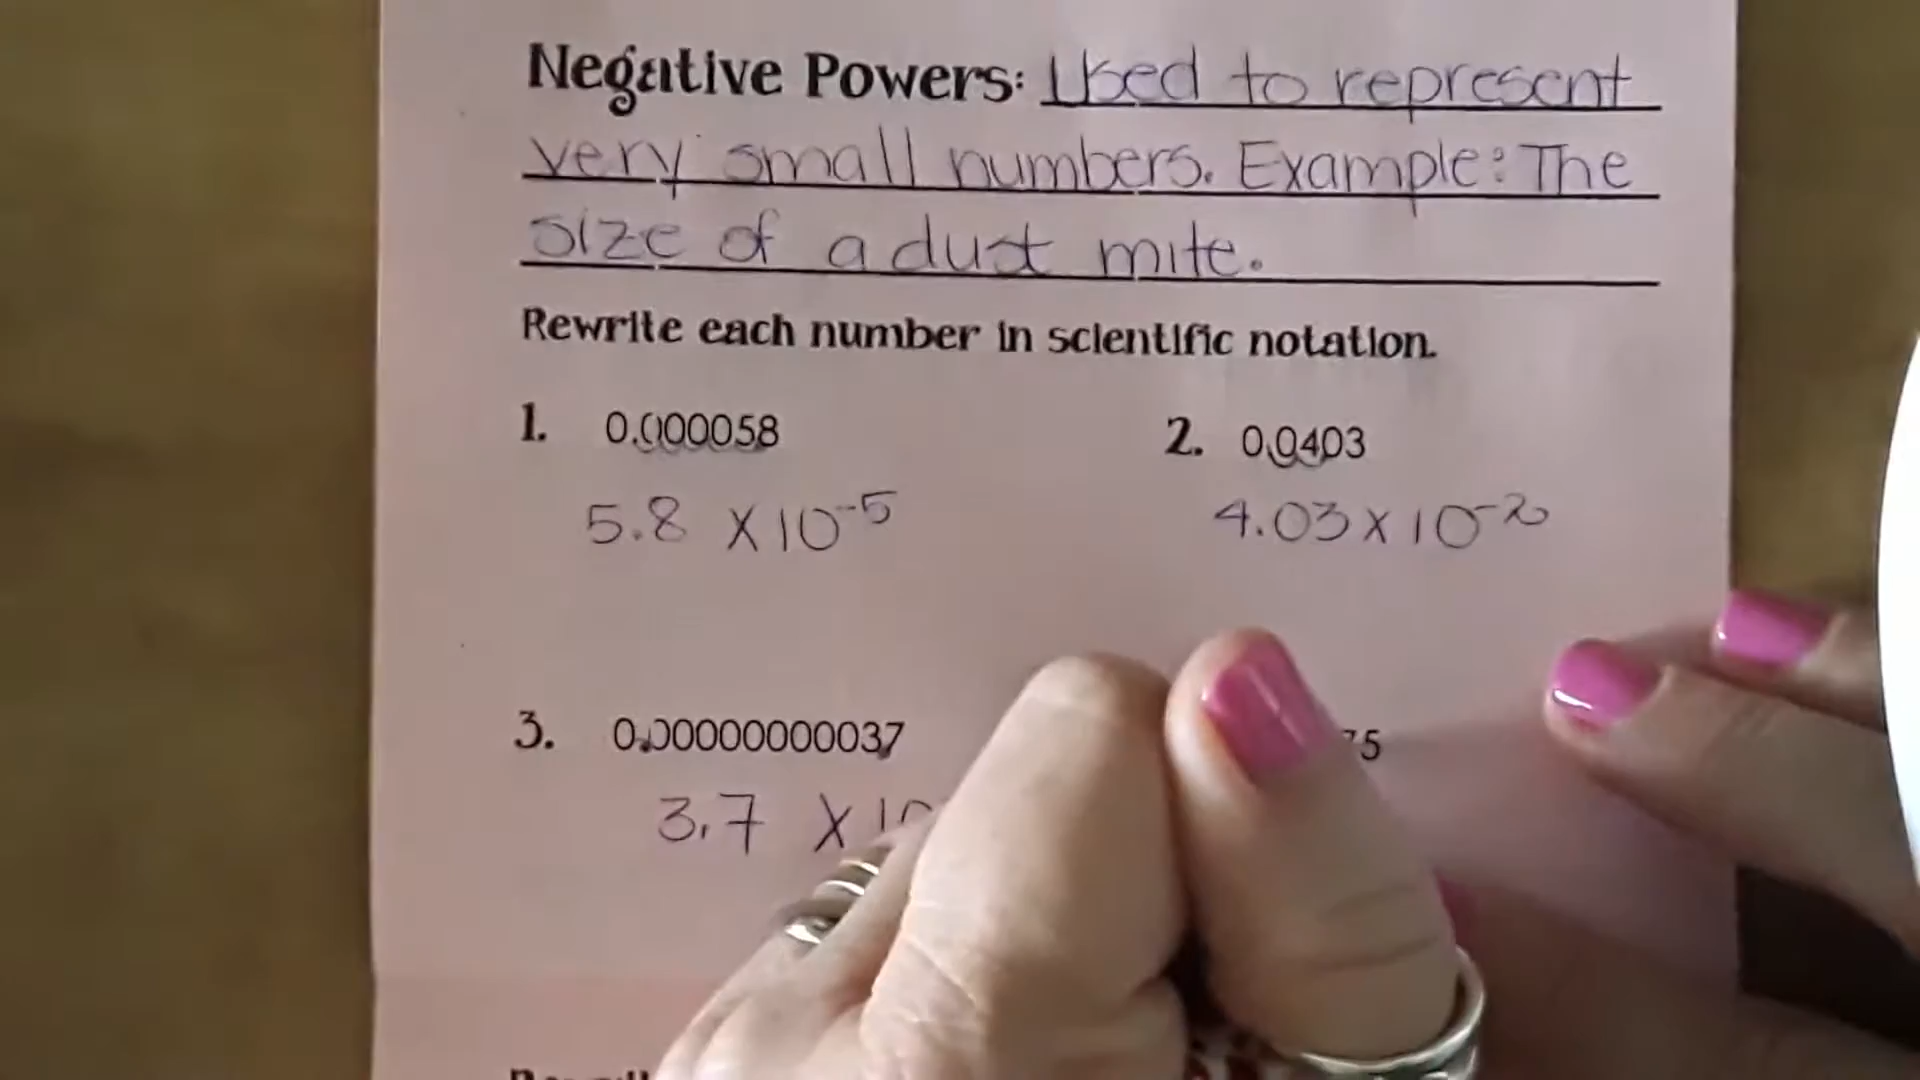 Negative Powers: Used to represent
very small numbers. Example: The
size of a dust mite.
Rewrite each number in scientific notation.
1. 0.000058 2. 0.0403
5.8 X 10⁻⁵ 4.03 x 10⁻²
3. 0.00000000037 75
3.7 X 10